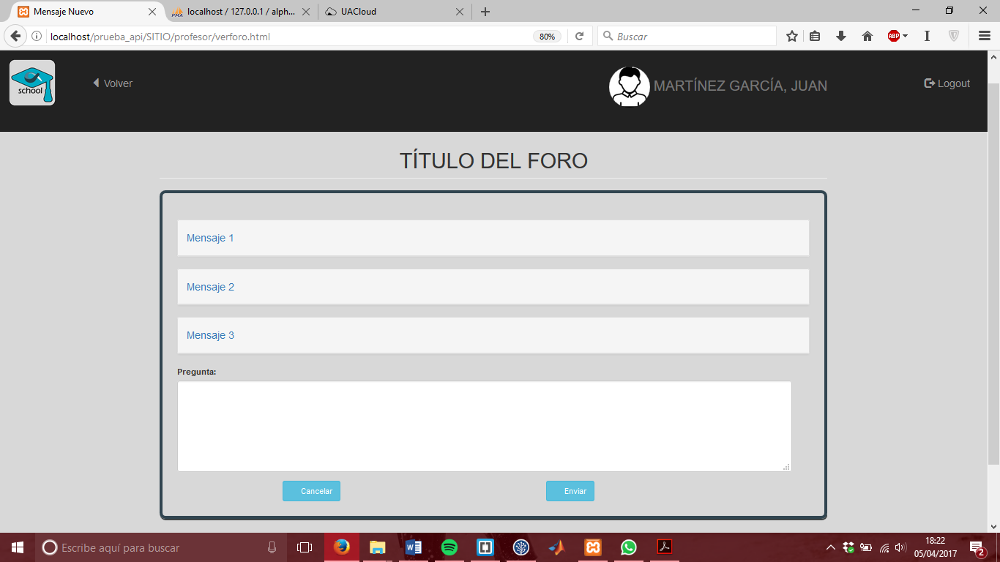 Mensaje Nuevo
localhost / 127.0.0.1 / alph...
UACloud
localhost/prueba_api/SITIO/profesor/verforo.html
80%
Buscar
ABP
school
Volver
MARTÍNEZ GARCÍA, JUAN
Logout
TÍTULO DEL FORO
Mensaje 1
Mensaje 2
Mensaje 3
Pregunta:
Cancelar
Enviar
Escribe aquí para buscar
18:22
05/04/2017
2